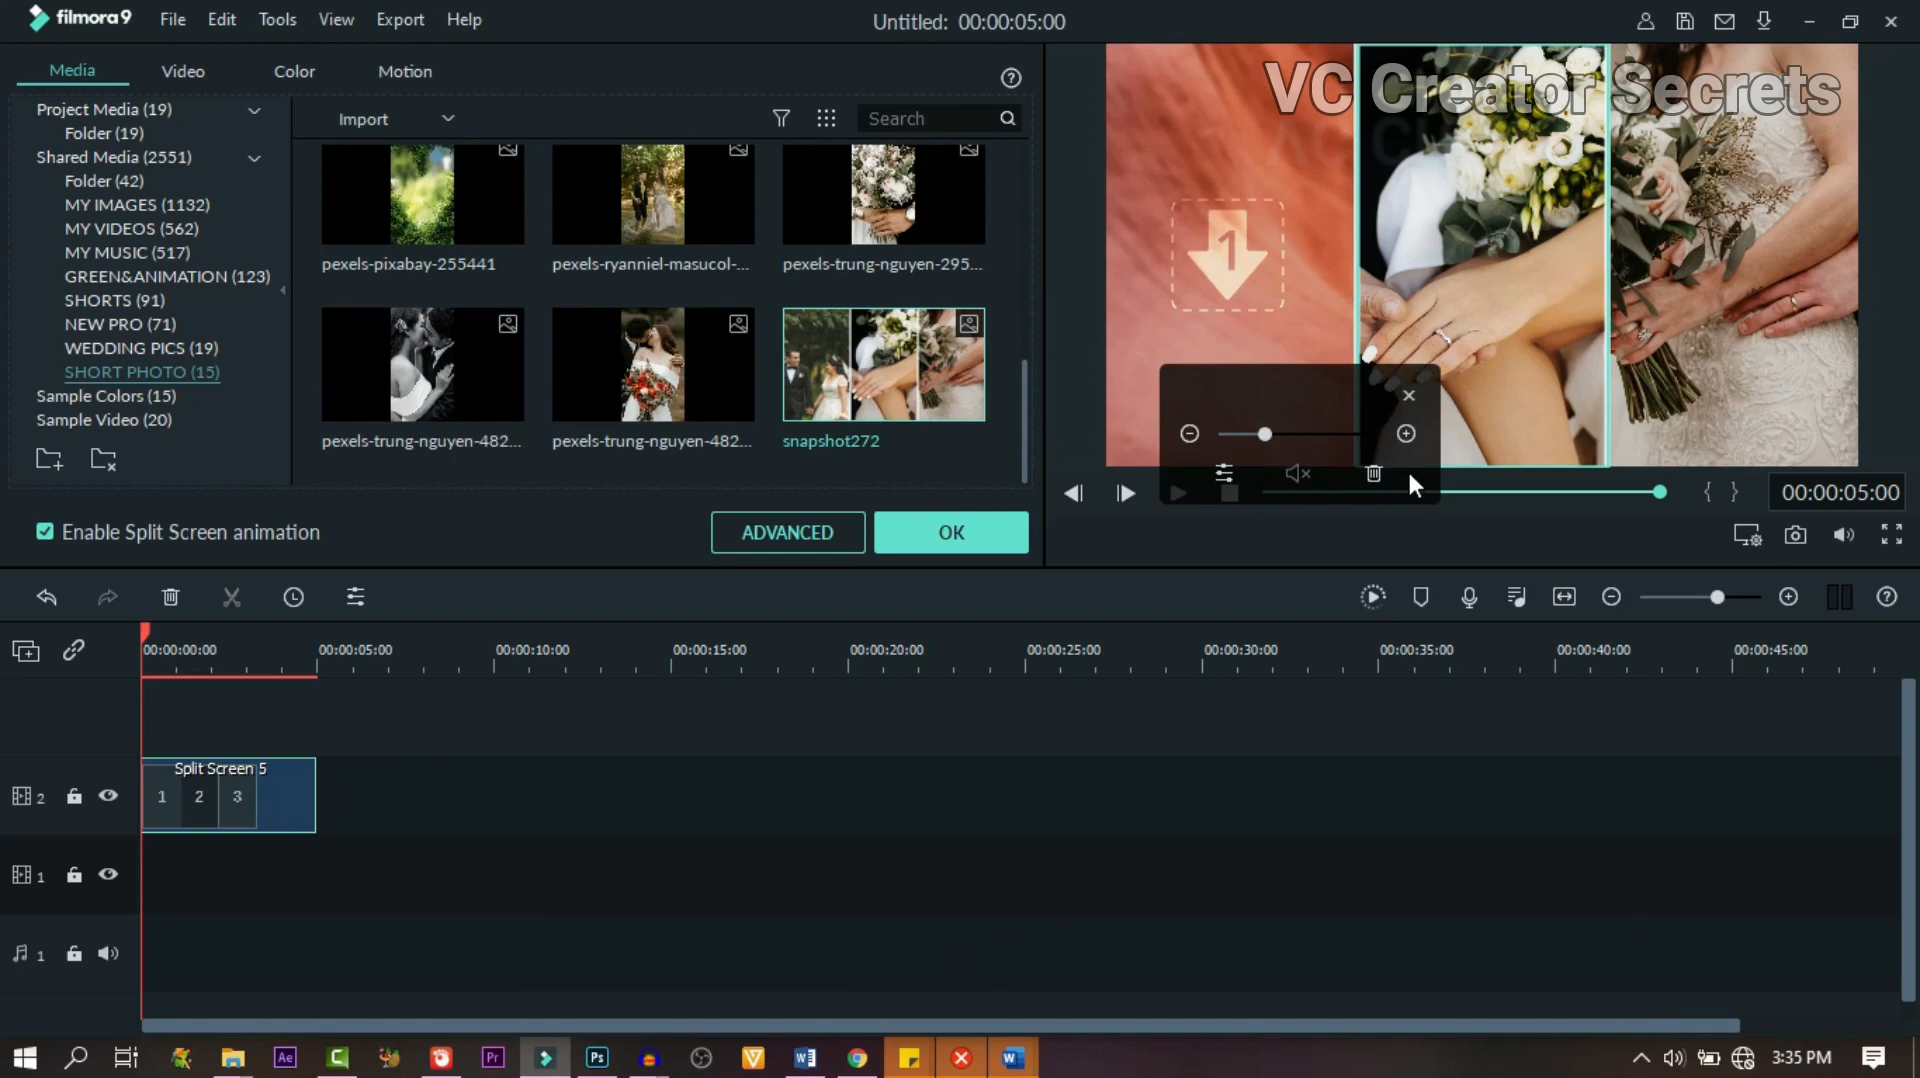 filmora9
File Edit Tools View Export Help
Untitled: 00:00:05:00
Media Video Color Motion
VC Creator Secrets
Project Media (19)
Folder (19)
Shared Media (2551)
Folder (42)
MY IMAGES (1132)
MY VIDEOS (562)
MY MUSIC (517)
GREEN&ANIMATION (123)
SHORTS (91)
NEW PRO (71)
WEDDING PICS (19)
SHORT PHOTO (15)
Sample Colors (15)
Sample Video (20)
Import
Search
pexels-pixabay-255441 pexels-ryanniel-masucol-... pexels-trung-nguyen-295...
pexels-trung-nguyen-482... pexels-trung-nguyen-482... snapshot272
1
{ } 00:00:05:00
Enable Split Screen animation
ADVANCED OK
00:00:00:00 00:00:05:00 00:00:10:00 00:00:15:00 00:00:20:00 00:00:25:00 00:00:30:00 00:00:35:00 00:00:40:00 00:00:45:00
Split Screen 5
2 1 2 3
1
1
Ae Pr Ps
3:35 PM